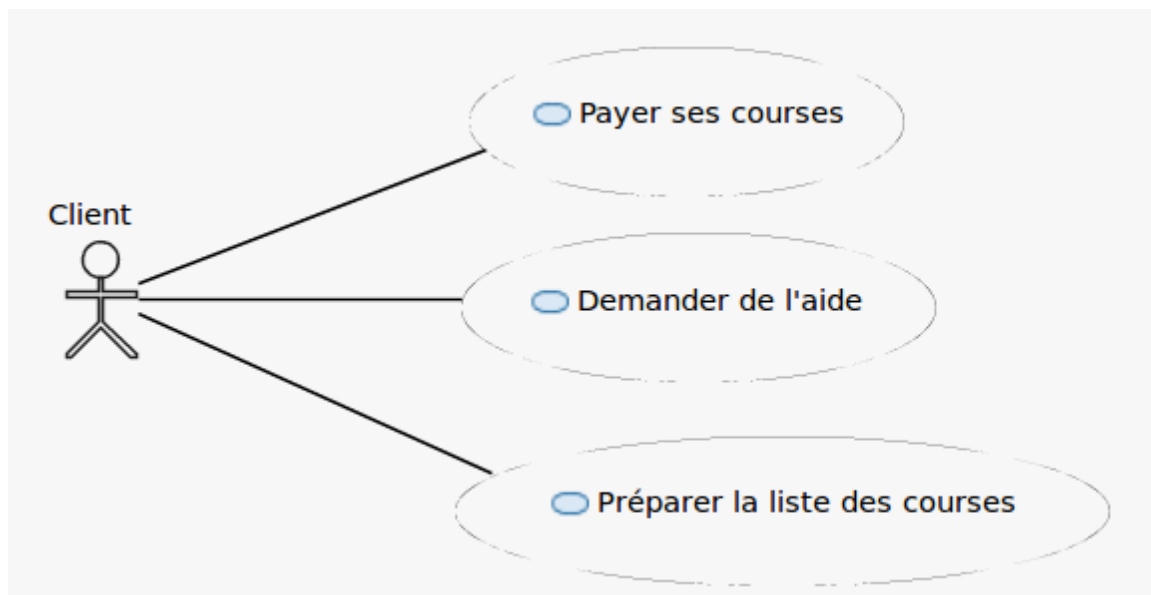 Payer ses courses
Client
Demander de l'aide
Préparer la liste des courses